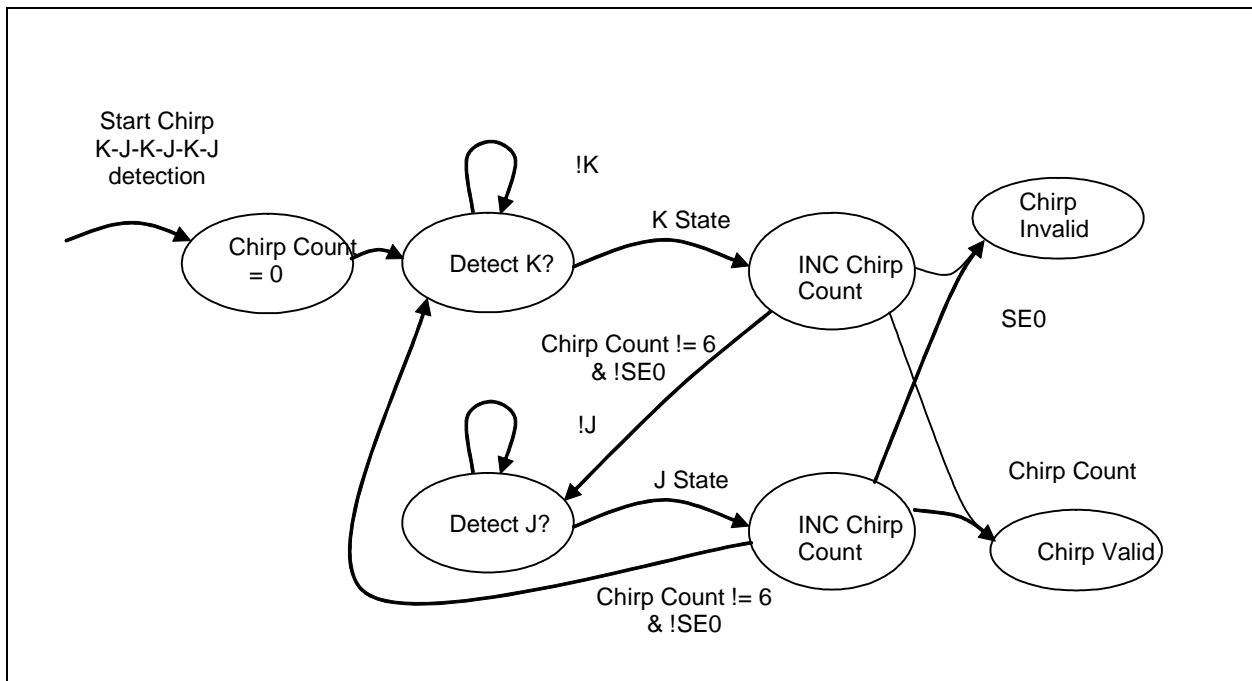 Start Chirp
K-J-K-J-K-J
detection
!K
Chirp Count
= 0
Detect K?
K State
INC Chirp
Count
Chirp
Invalid
SE0
Chirp Count != 6
& !SE0
!J
Detect J?
J State
INC Chirp
Count
Chirp Count
Chirp Valid
Chirp Count != 6
& !SE0